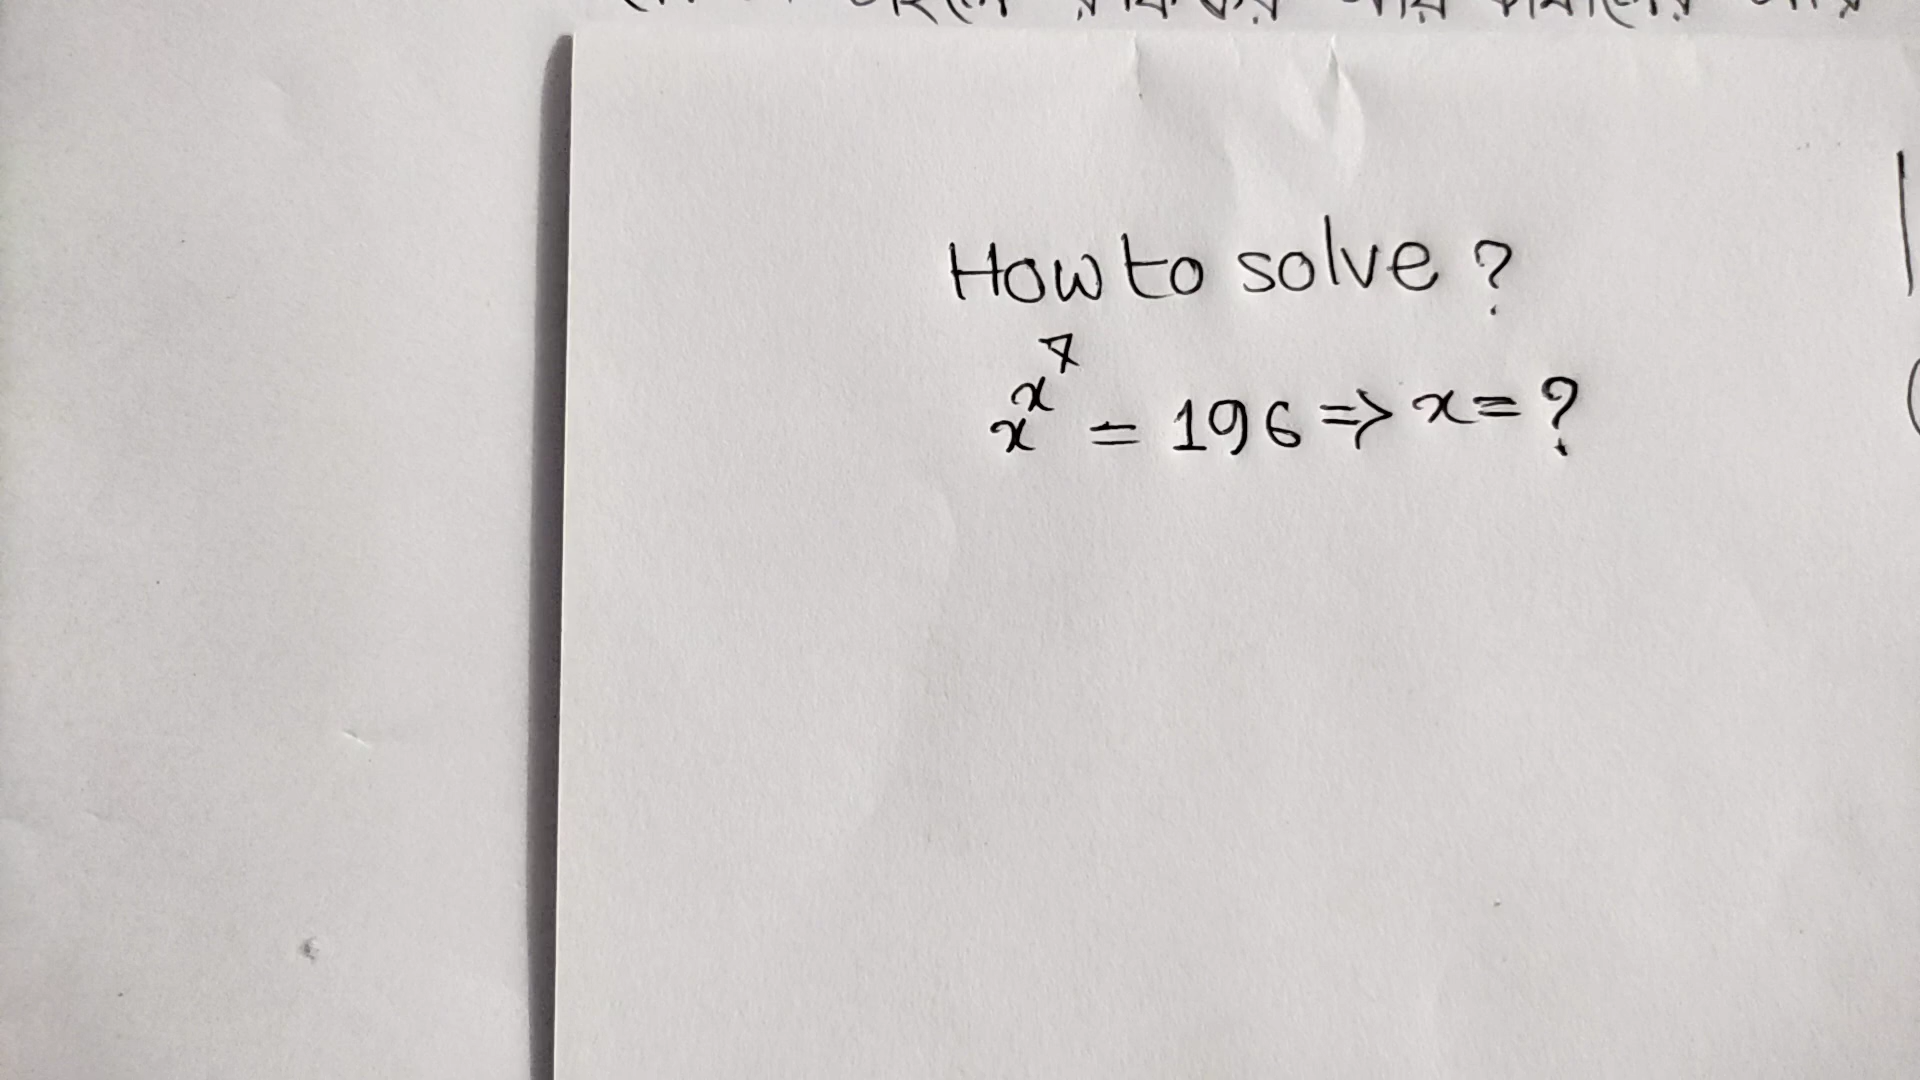 How to solve ?
x^x^7 = 196 ⇒ x = ?